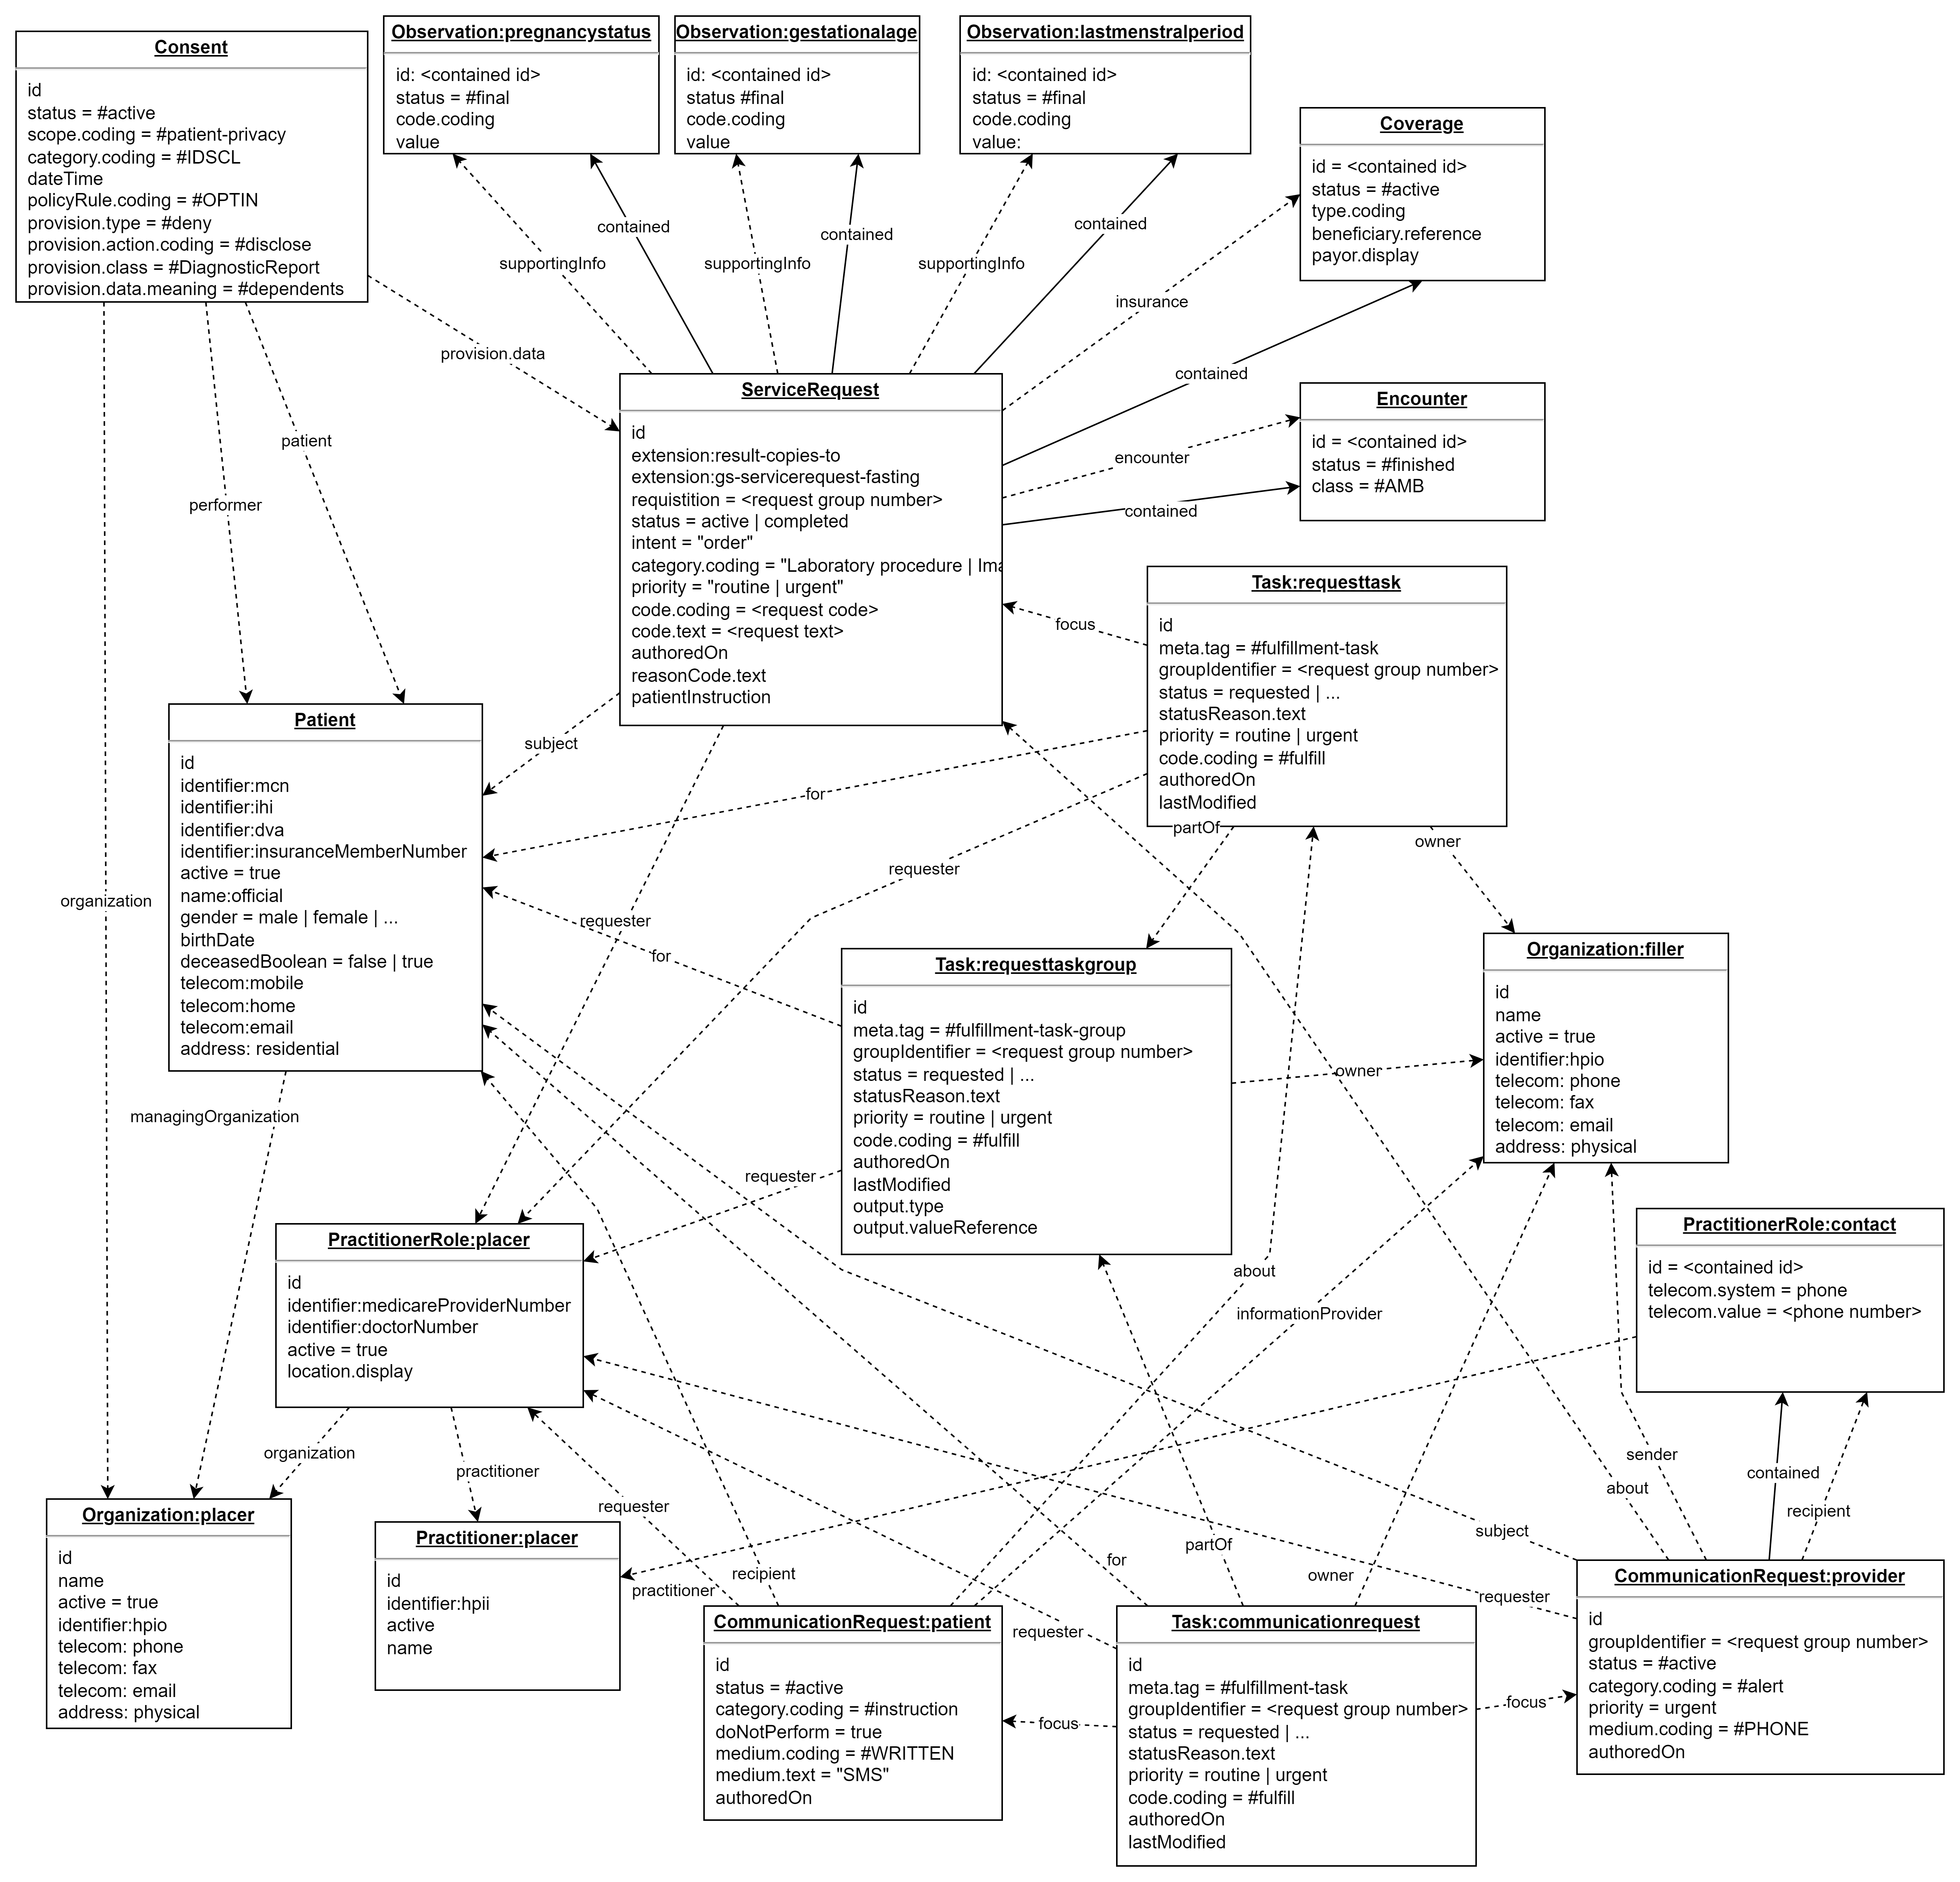 Consent
id
status = #active
scope.coding = #patient-privacy
category.coding = #IDSCL
dateTime
policyRule.coding = #OPTIN
provision.type = #deny
provision.action.coding = #disclose
provision.class = #DiagnosticReport
provision.data.meaning = #dependents
Observation:pregnancystatus
id: <contained id>
status = #final
code.coding
value
Observation:gestationalage
id: <contained id>
status #final
code.coding
value
Observation:lastmenstralperiod
id: <contained id>
status = #final
code.coding
value:
Coverage
id = <contained id>
status = #active
type.coding
beneficiary.reference
payor.display
supportingInfo
contained
supportingInfo
contained
supportingInfo
contained
insurance
contained
provision.data
patient
performer
organization
ServiceRequest
id
extension:result-copies-to
extension:gs-servicerequest-fasting
requistition = <request group number>
status = active | completed
intent = "order"
category.coding = "Laboratory procedure | Ima
priority = "routine | urgent"
code.coding = <request code>
code.text = <request text>
authoredOn
reasonCode.text
patientInstruction
encounter
contained
Encounter
id = <contained id>
status = #finished
class = #AMB
focus
Task:requesttask
id
meta.tag = #fulfillment-task
groupIdentifier = <request group number>
status = requested | ...
statusReason.text
priority = routine | urgent
code.coding = #fulfill
authoredOn
lastModified
subject
for
requester
partOf
owner
Patient
id
identifier:mcn
identifier:ihi
identifier:dva
identifier:insuranceMemberNumber
active = true
name:official
gender = male | female | ...
birthDate
deceasedBoolean = false | true
telecom:mobile
telecom:home
telecom:email
address: residential
requester
for
Task:requesttaskgroup
id
meta.tag = #fulfillment-task-group
groupIdentifier = <request group number>
status = requested | ...
statusReason.text
priority = routine | urgent
code.coding = #fulfill
authoredOn
lastModified
output.type
output.valueReference
owner
Organization:filler
id
name
active = true
identifier:hpio
telecom: phone
telecom: fax
telecom: email
address: physical
managingOrganization
requester
about
informationProvider
PractitionerRole:placer
id
identifier:medicareProviderNumber
identifier:doctorNumber
active = true
location.display
PractitionerRole:contact
id = <contained id>
telecom.system = phone
telecom.value = <phone number>
organization
practitioner
requester
recipient
practitioner
for
partOf
owner
subject
requester
about
sender
contained
recipient
requester
Organization:placer
id
name
active = true
identifier:hpio
telecom: phone
telecom: fax
telecom: email
address: physical
Practitioner:placer
id
identifier:hpii
active
name
CommunicationRequest:patient
id
status = #active
category.coding = #instruction
doNotPerform = true
medium.coding = #WRITTEN
medium.text = "SMS"
authoredOn
focus
Task:communicationrequest
id
meta.tag = #fulfillment-task
groupIdentifier = <request group number>
status = requested | ...
statusReason.text
priority = routine | urgent
code.coding = #fulfill
authoredOn
lastModified
focus
CommunicationRequest:provider
id
groupIdentifier = <request group number>
status = #active
category.coding = #alert
priority = urgent
medium.coding = #PHONE
authoredOn